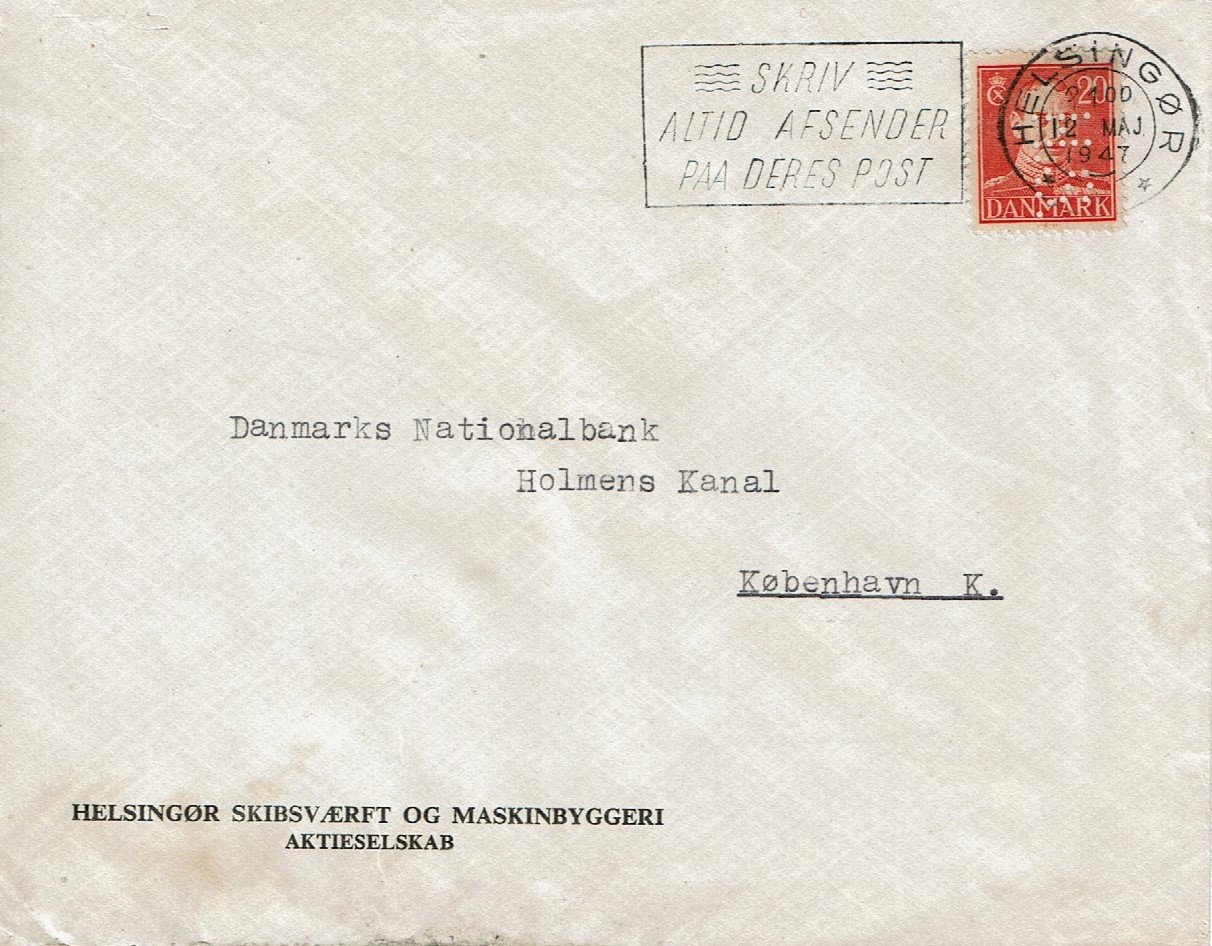 SKRIV
ALTID AFSENDER
PAA DERES POST
HELSINGØR
12 MAJ
1947
20
DANMARK
Danmarks Nationalbank
Holmens Kanal
København K.
HELSINGØR SKIBSVÆRFT OG MASKINBYGGERI
AKTIESELSKAB